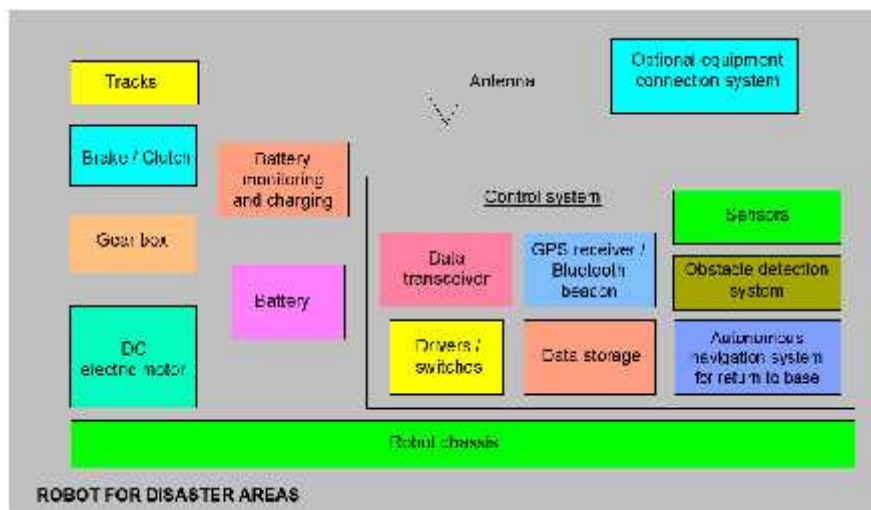 Tracks
Antenna
Optional equipment
connection system
Brake / Clutch
Battery
monitoring
and charging
Control system
Sensors
Gear box
Data
transceiver
GPS receiver /
Bluetooth
beacon
Obstacle detection
system
Battery
DC
electric motor
Drivers /
switches
Data storage
Autonomous
navigation system
for return to base
Robot chassis
ROBOT FOR DISASTER AREAS